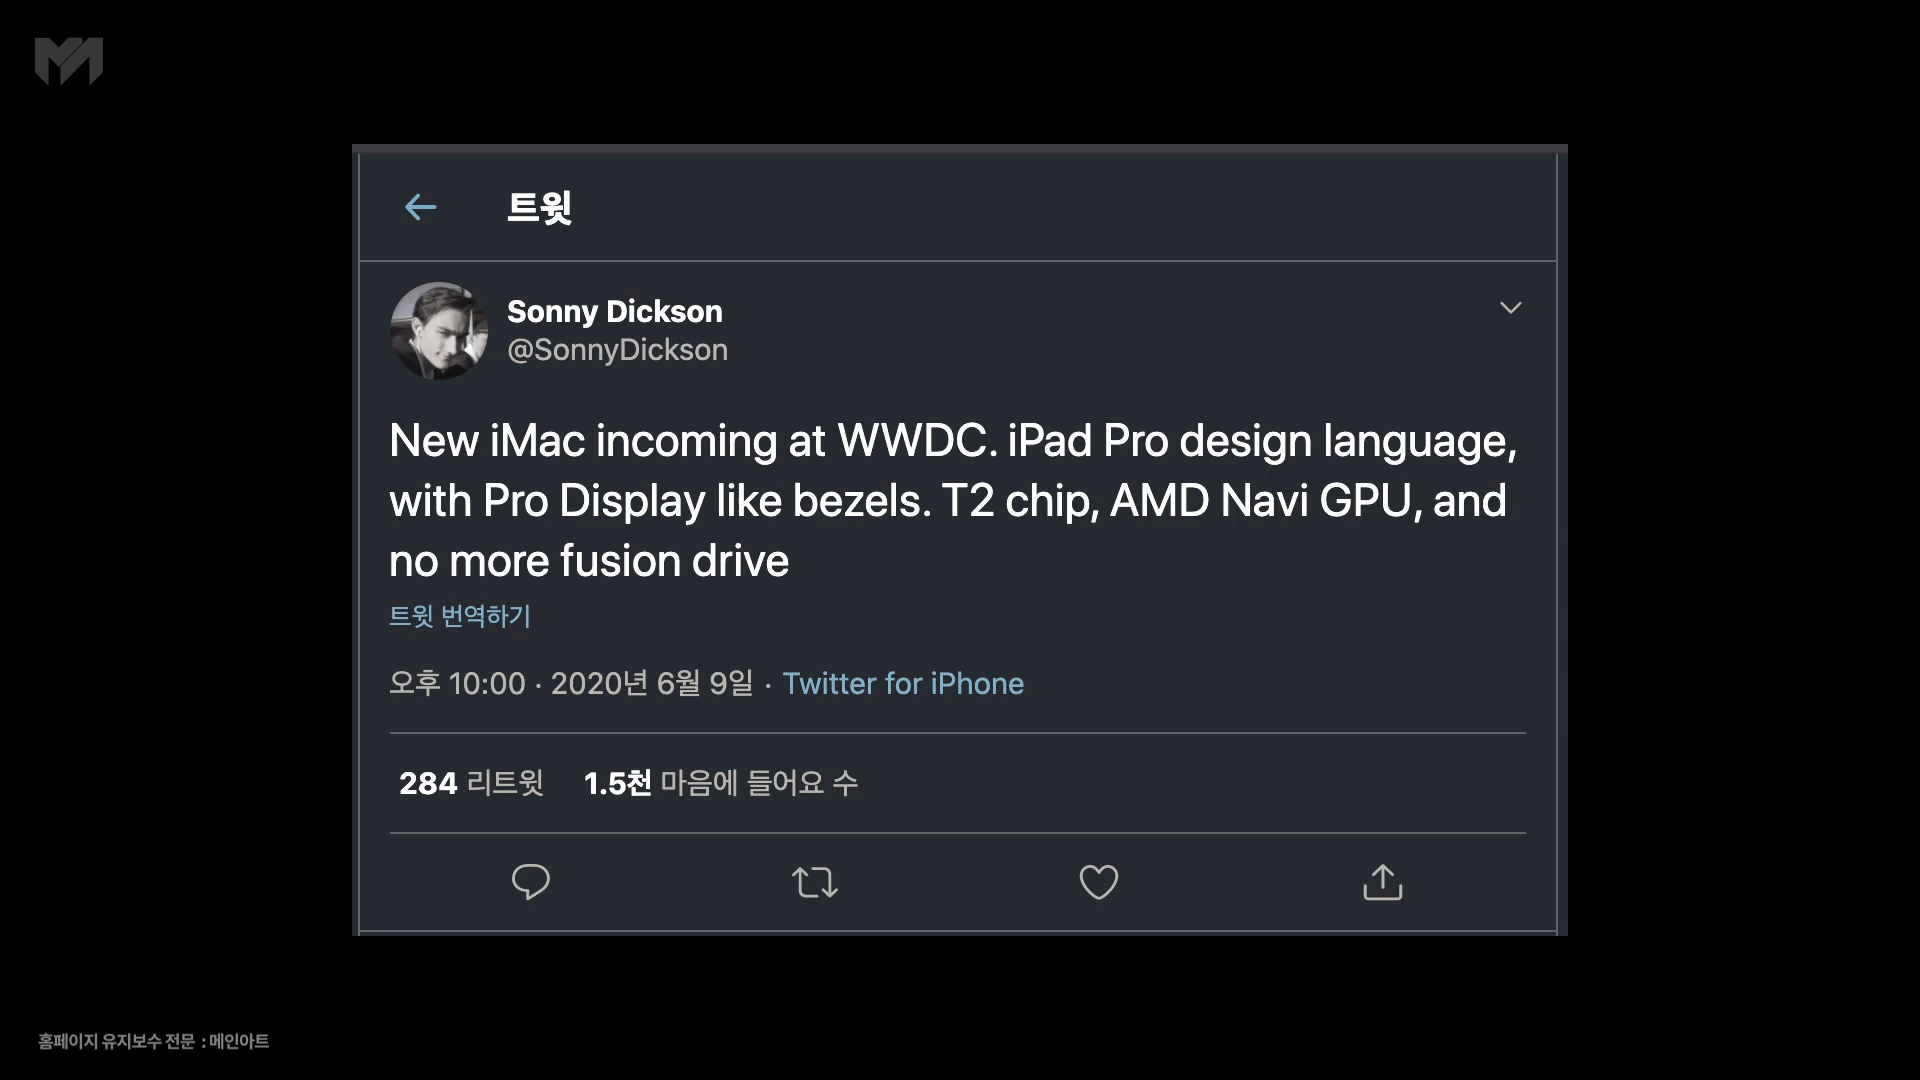 트윗
Sonny Dickson
@SonnyDickson
New iMac incoming at WWDC. iPad Pro design language,
with Pro Display like bezels. T2 chip, AMD Navi GPU, and
no more fusion drive
트윗 번역하기
오후 10:00 · 2020년 6월 9일 · Twitter for iPhone
284 리트윗 1.5천 마음에 들어요 수
홈페이지 유지보수 전문 : 메인아트